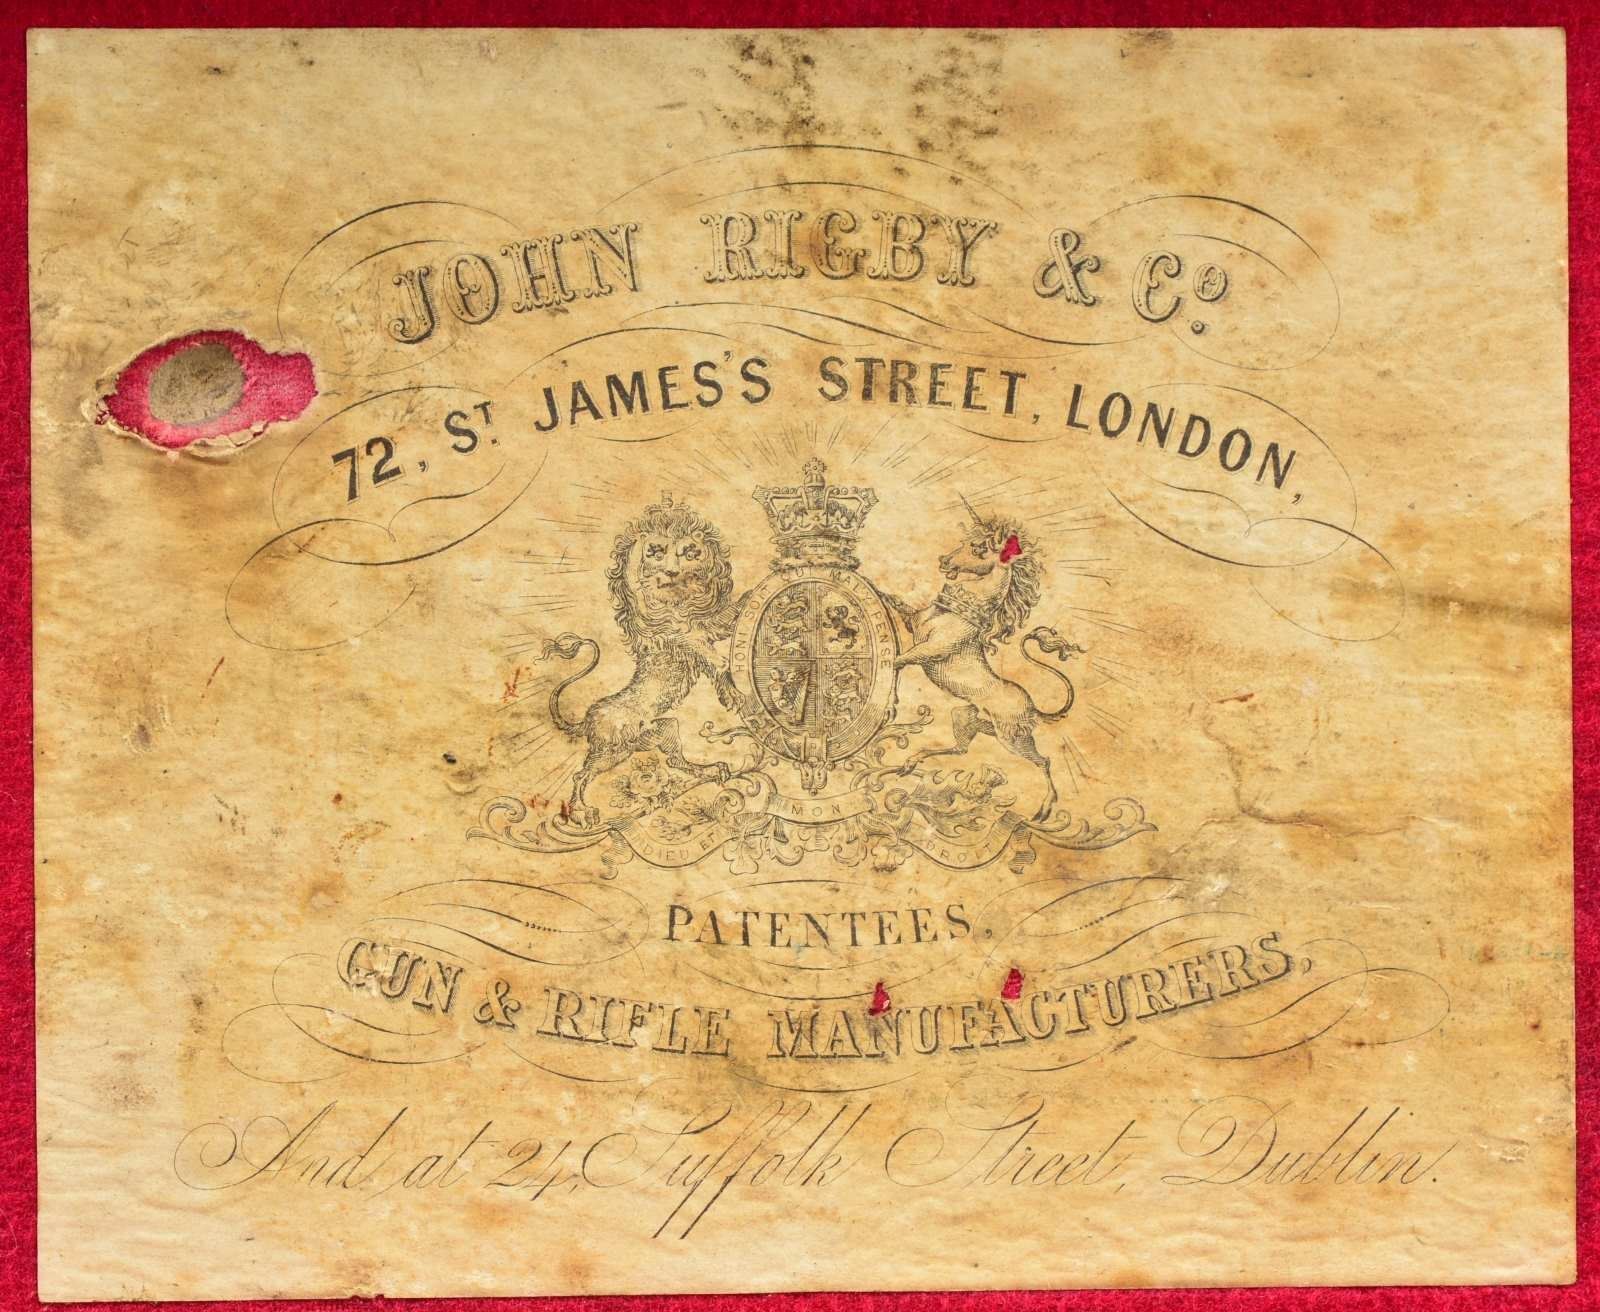 JOHN RIGBY & Co.
72, ST JAMES'S STREET, LONDON,
HONI SOIT QUI MAL Y PENSE
DIEU ET MON DROIT
PATENTEES,
GUN & RIFLE MANUFACTURERS,
And at 24, Suffolk Street, Dublin.